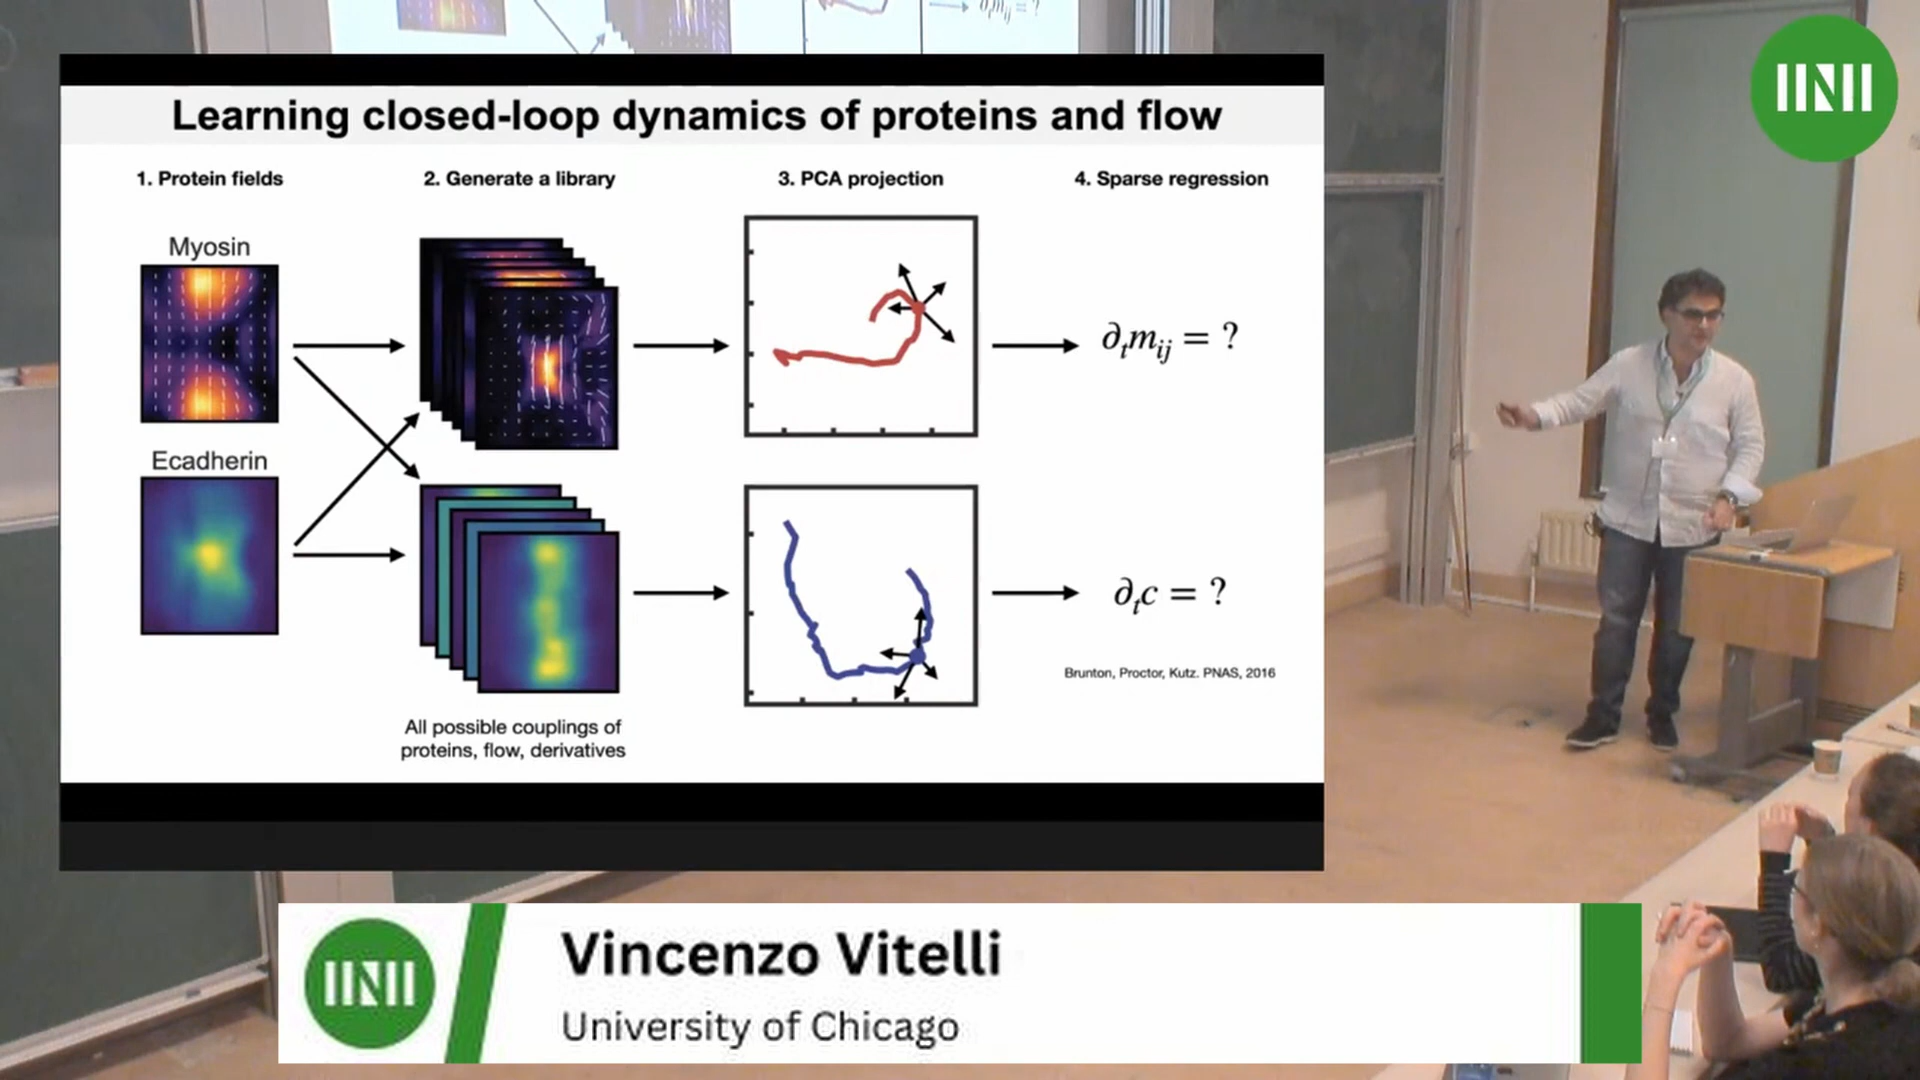 ∂ₜmᵢⱼ = ?
Learning closed-loop dynamics of proteins and flow
1. Protein fields
2. Generate a library
3. PCA projection
4. Sparse regression
Myosin
∂ₜmᵢⱼ = ?
Ecadherin
∂ₜc = ?
Brunton, Proctor, Kutz. PNAS, 2016
All possible couplings of
proteins, flow, derivatives
Vincenzo Vitelli
University of Chicago